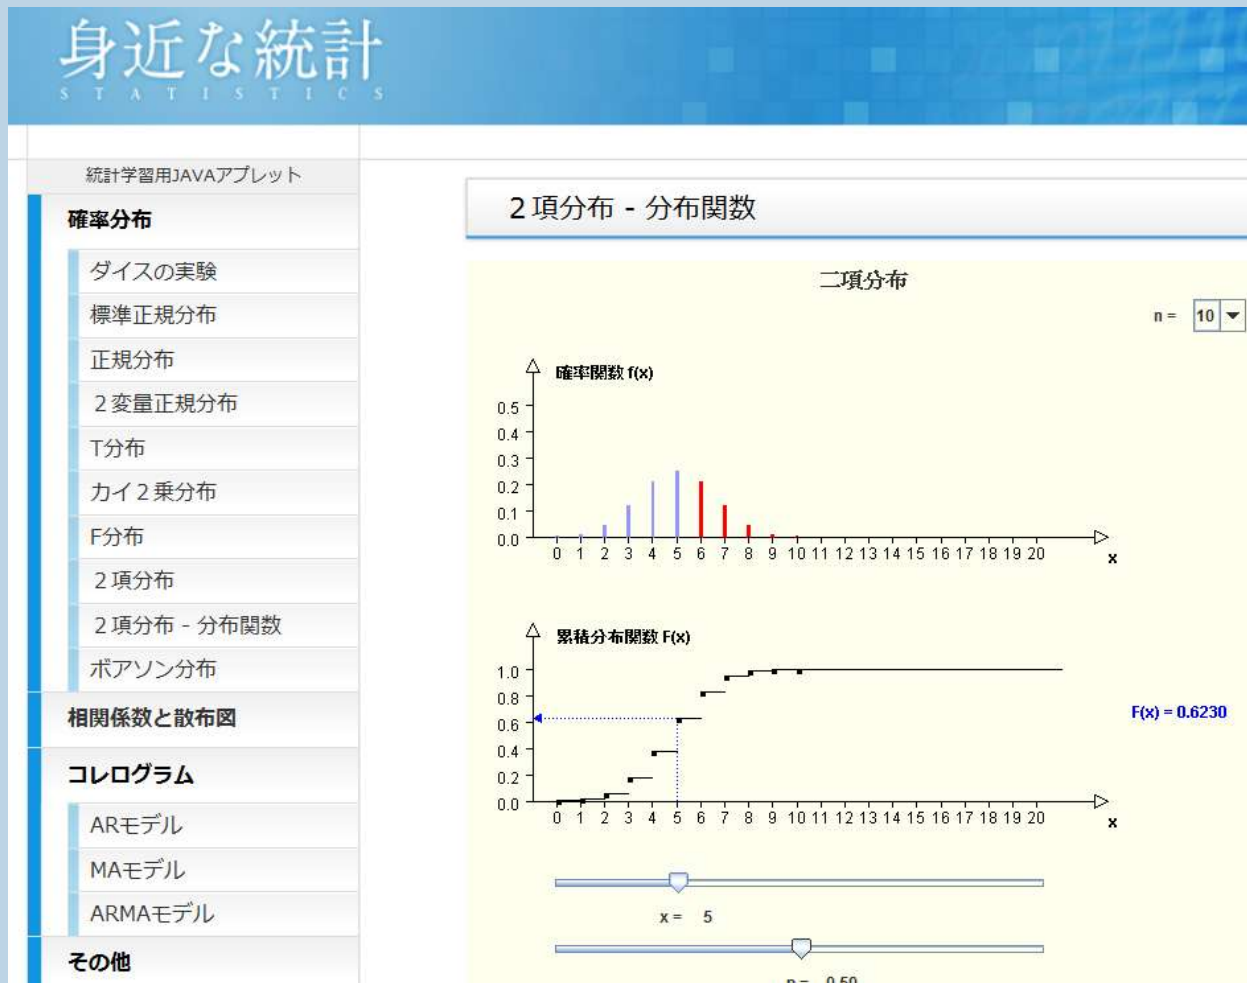 身近な統計
STATISTICS
統計学習用JAVAアプレット
確率分布
ダイスの実験
標準正規分布
正規分布
２変量正規分布
T分布
カイ２乗分布
F分布
２項分布
２項分布 - 分布関数
ポアソン分布
相関係数と散布図
コレログラム
ARモデル
MAモデル
ARMAモデル
その他
２項分布 - 分布関数
二項分布
n = 10
確率関数 f(x)
0.5
0.4
0.3
0.2
0.1
0.0
0 1 2 3 4 5 6 7 8 9 10 11 12 13 14 15 16 17 18 19 20
x
累積分布関数 F(x)
1.0
0.8
0.6
0.4
0.2
0.0
0 1 2 3 4 5 6 7 8 9 10 11 12 13 14 15 16 17 18 19 20
x
F(x) = 0.6230
x = 5
p = 0.50